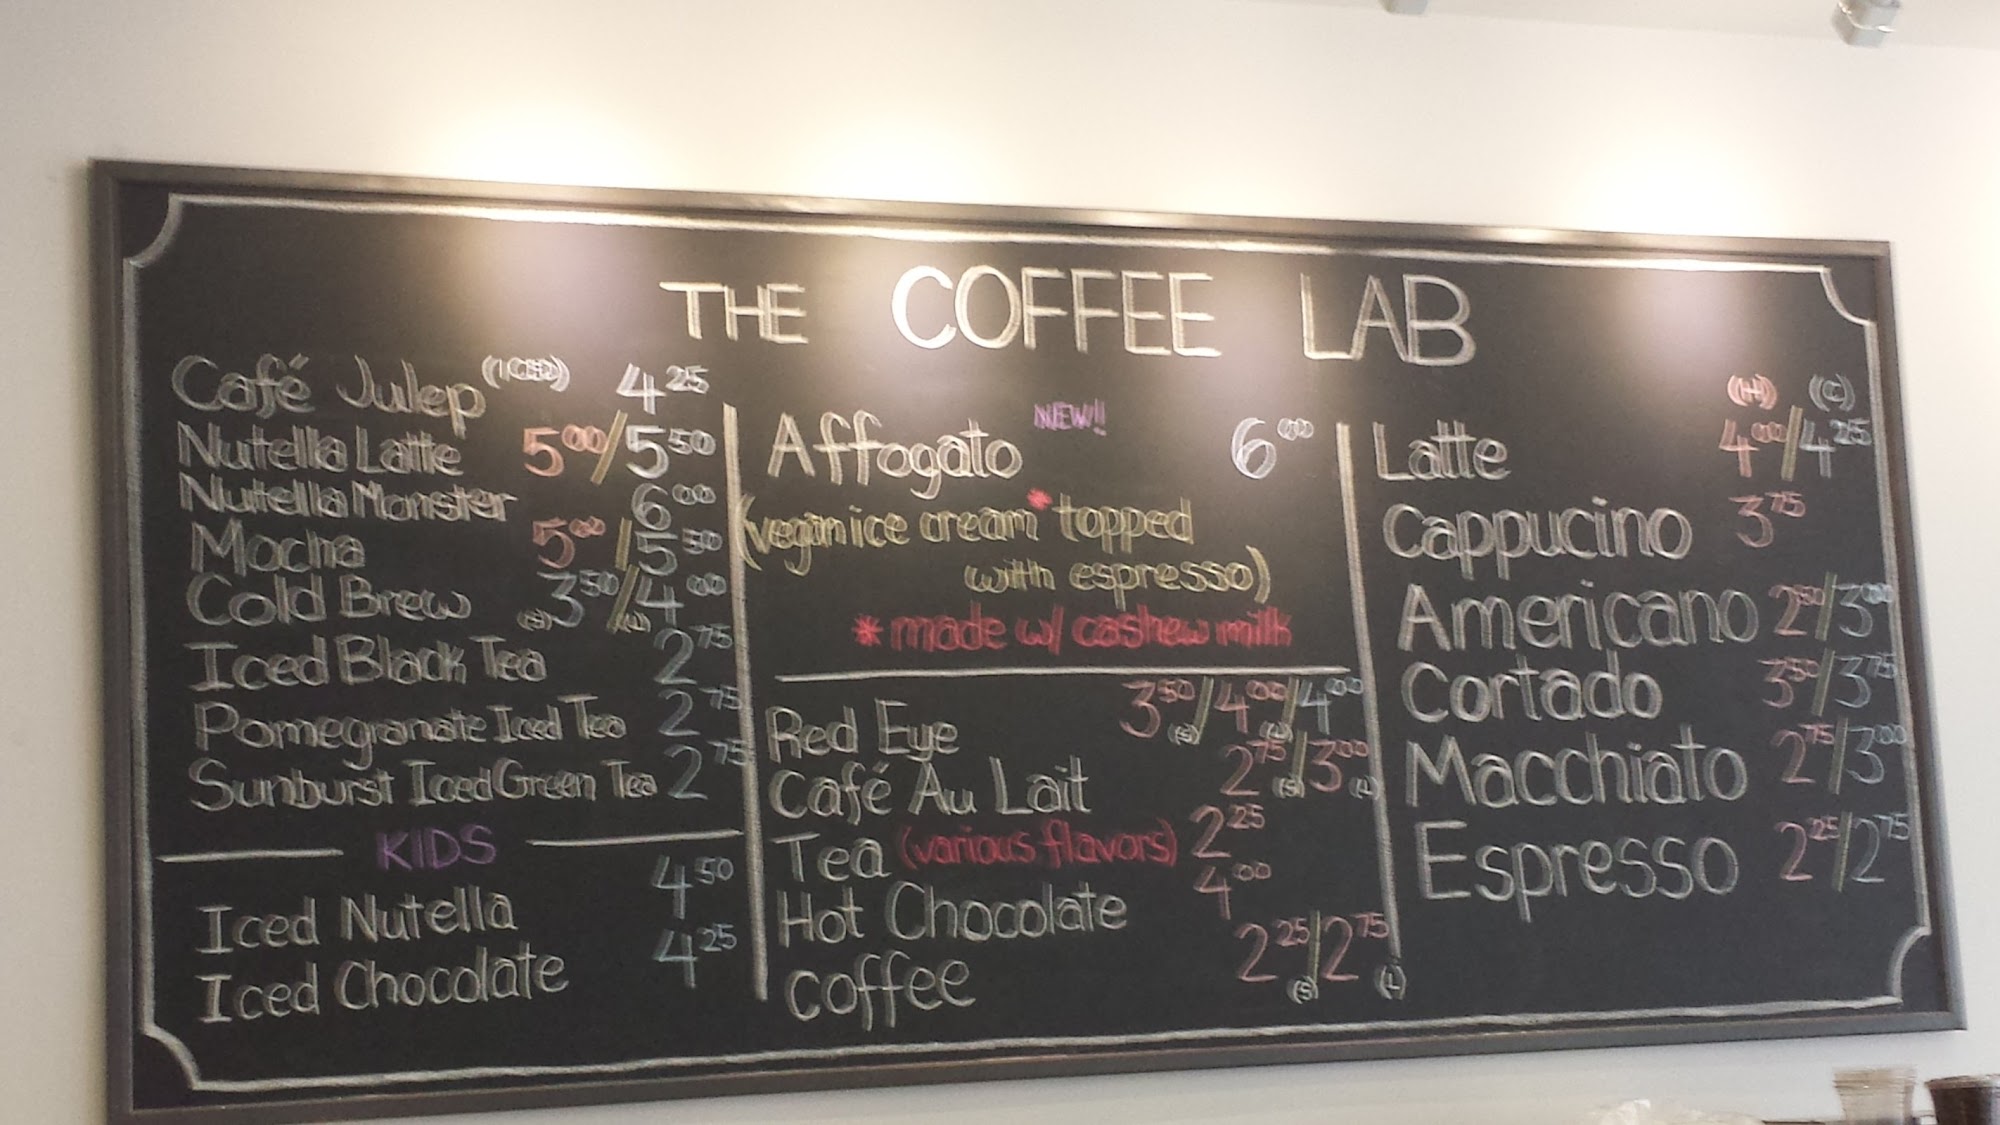 THE COFFEE LAB
Café Julep (ICED) 4.25
Nutella Latte 5.00/5.50
Nutella Monster 6.00
Mocha 5.00/5.50
Cold Brew (S) 3.50/(L) 4.00
Iced Black Tea 2.75
Pomegranate Iced Tea 2.75
Sunburst Iced Green Tea 2.75
KIDS
Iced Nutella 4.50
Iced Chocolate 4.25
NEW!!
Affogato 6.00
(vegan ice cream* topped
with espresso)
*made w/ cashew milk
Red Eye 3.50 (S)/4.00 (L)/4.00
Café Au Lait 2.75 (S)/3.00 (L)
Tea (various flavors) 2.25
Hot Chocolate 4.00
Coffee 2.25 (S)/2.75 (L)
(H) (C)
Latte 4.00/4.25
Cappucino 3.75
Americano 2.50/3.00
Cortado 3.50/3.75
Macchiato 2.75/3.00
Espresso 2.25/2.75